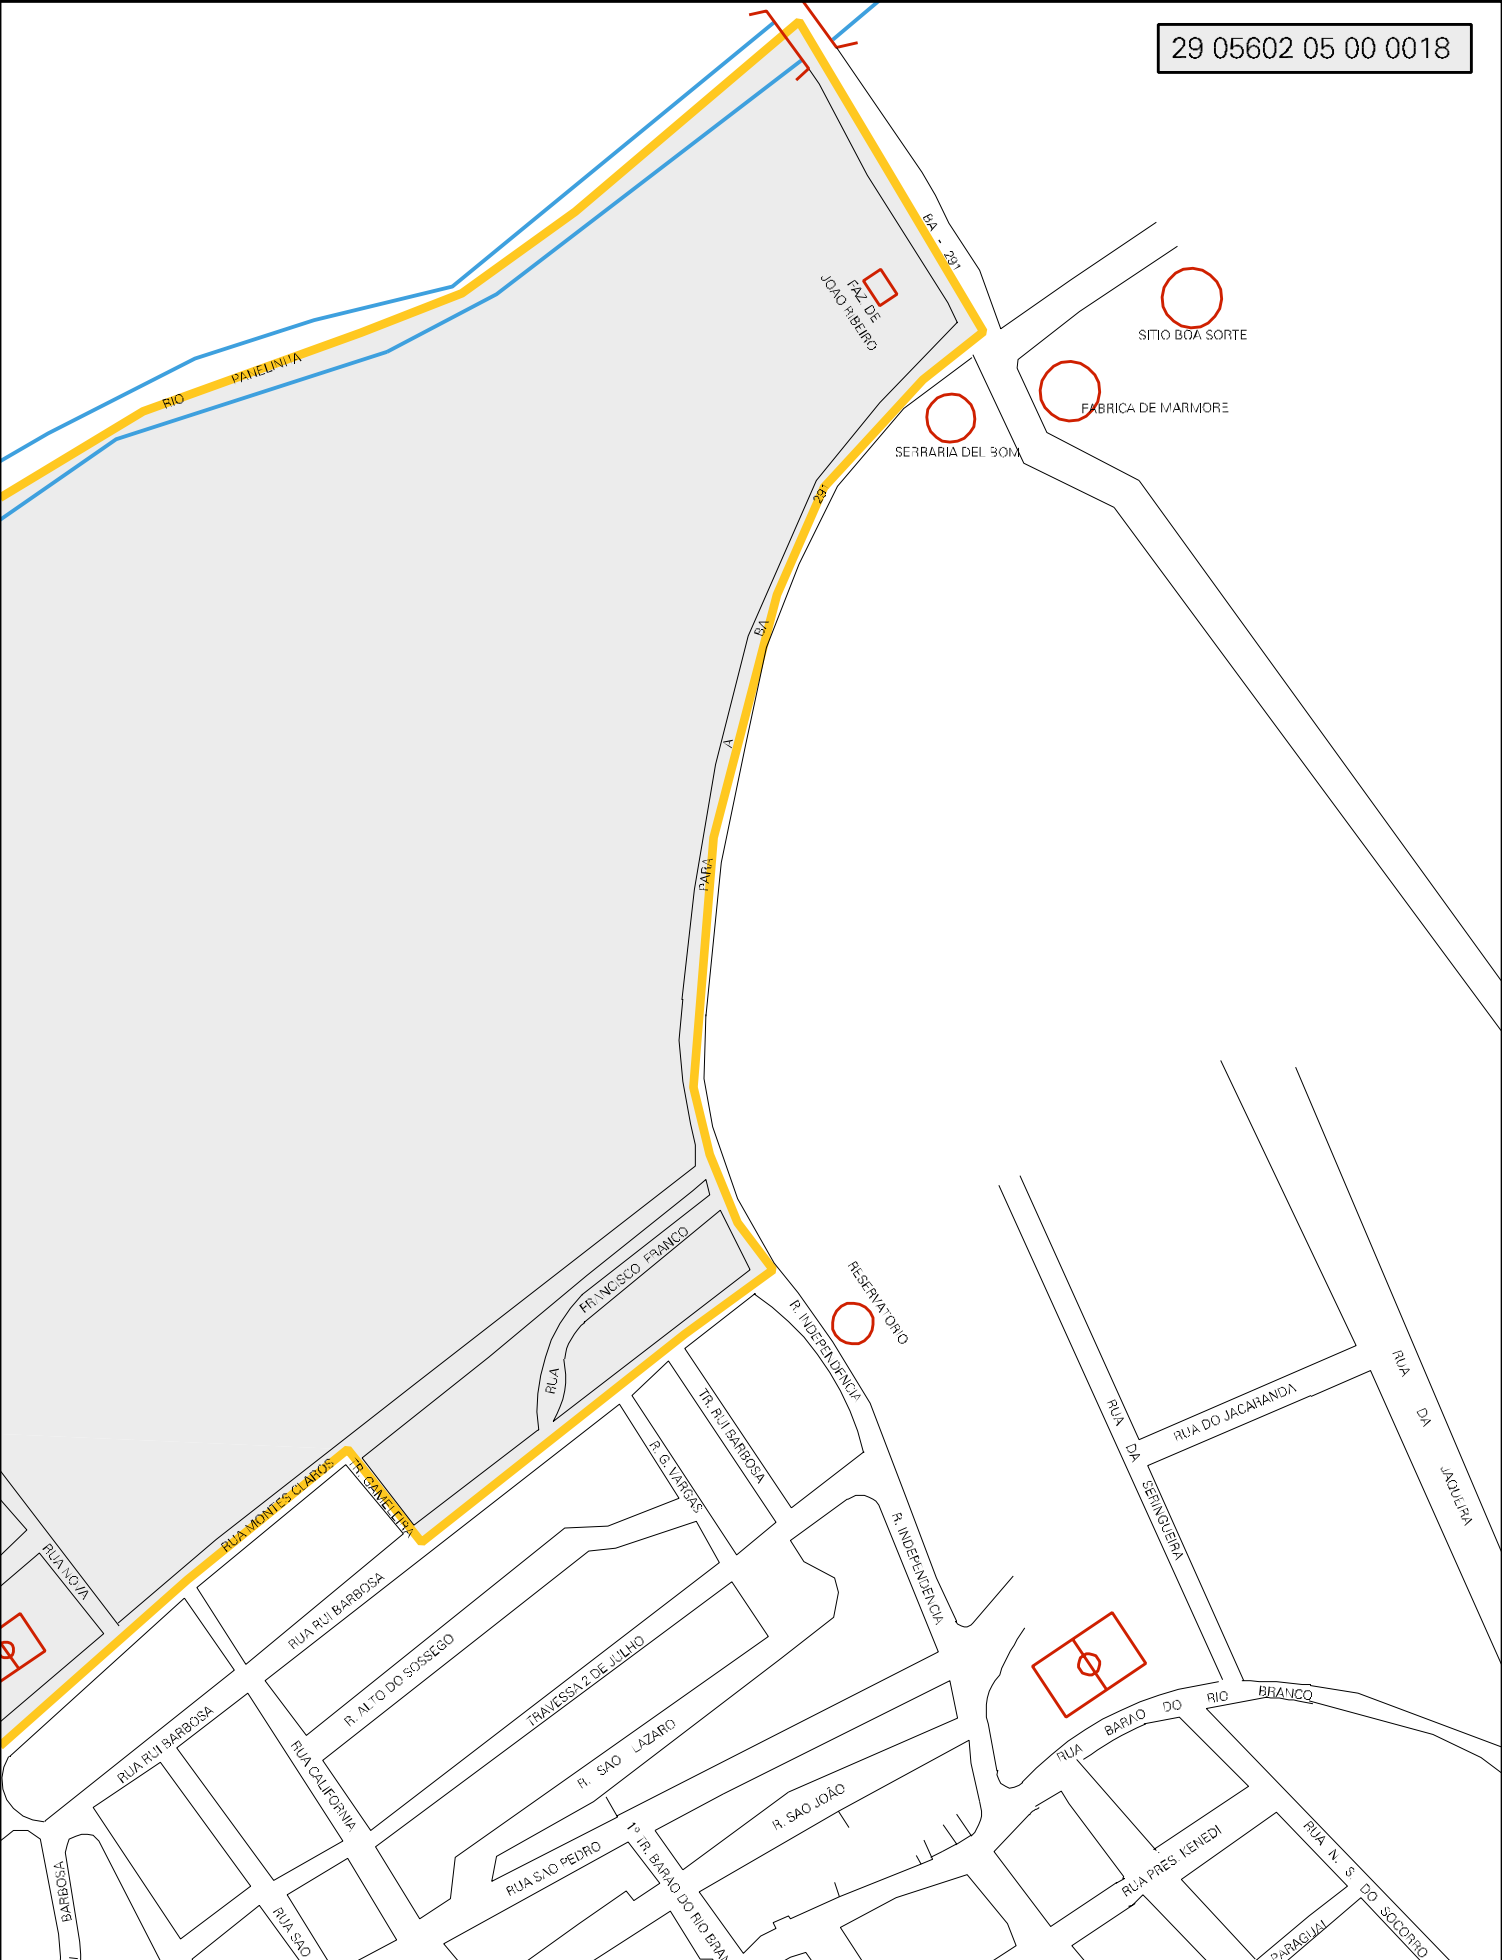 29 05602 05 00 0018
BA - 291
FAZ DE
JOAO RIBEIRO
SITIO BOA SORTE
FABRICA DE MARMORE
SERRARIA DEL BOM
RIO PANELINHA
PARA A BA 291
RUA FRANCISCO FRANCO
RESERVATORIO
R. INDEPENDENCIA
TR. RUI BARBOSA
R. G. VARGAS
RUA DA SERINGUEIRA
RUA DO JACARANDA
RUA DA JAQUEIRA
RUA MONTES CLAROS
TR. GAMELEIRA
RUA NOVA
RUA RUI BARBOSA
R. ALTO DO SOSSEGO
R. INDEPENDENCIA
TRAVESSA 2 DE JULHO
RUA RUI BARBOSA
RUA CALIFORNIA
R. SAO LAZARO
RUA BARAO DO RIO BRANCO
R. SAO JOÃO
RUA SAO PEDRO
1ª TR. BARAO DO RIO BRAN
RUA PRES. KENEDI
RUA N. S. DO SOCORRO
PARAGUAI
BARBOSA
RUA SAO